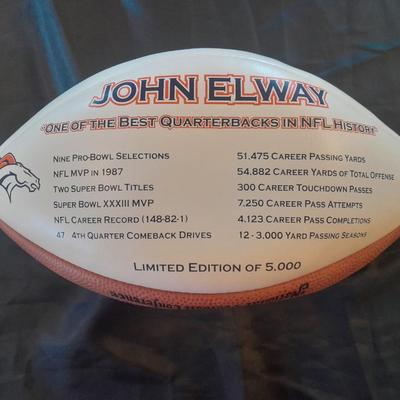 JOHN ELWAY
"ONE OF THE BEST QUARTERBACKS IN NFL HISTORY"
NINE PRO-BOWL SELECTIONS
NFL MVP IN 1987
TWO SUPER BOWL TITLES
SUPER BOWL XXXIII MVP
NFL CAREER RECORD (148-82-1)
47 4TH QUARTER COMEBACK DRIVES
51,475 CAREER PASSING YARDS
54,882 CAREER YARDS OF TOTAL OFFENSE
300 CAREER TOUCHDOWN PASSES
7,250 CAREER PASS ATTEMPTS
4,123 CAREER PASS COMPLETIONS
12 - 3,000 YARD PASSING SEASONS
LIMITED EDITION OF 5,000
Conference